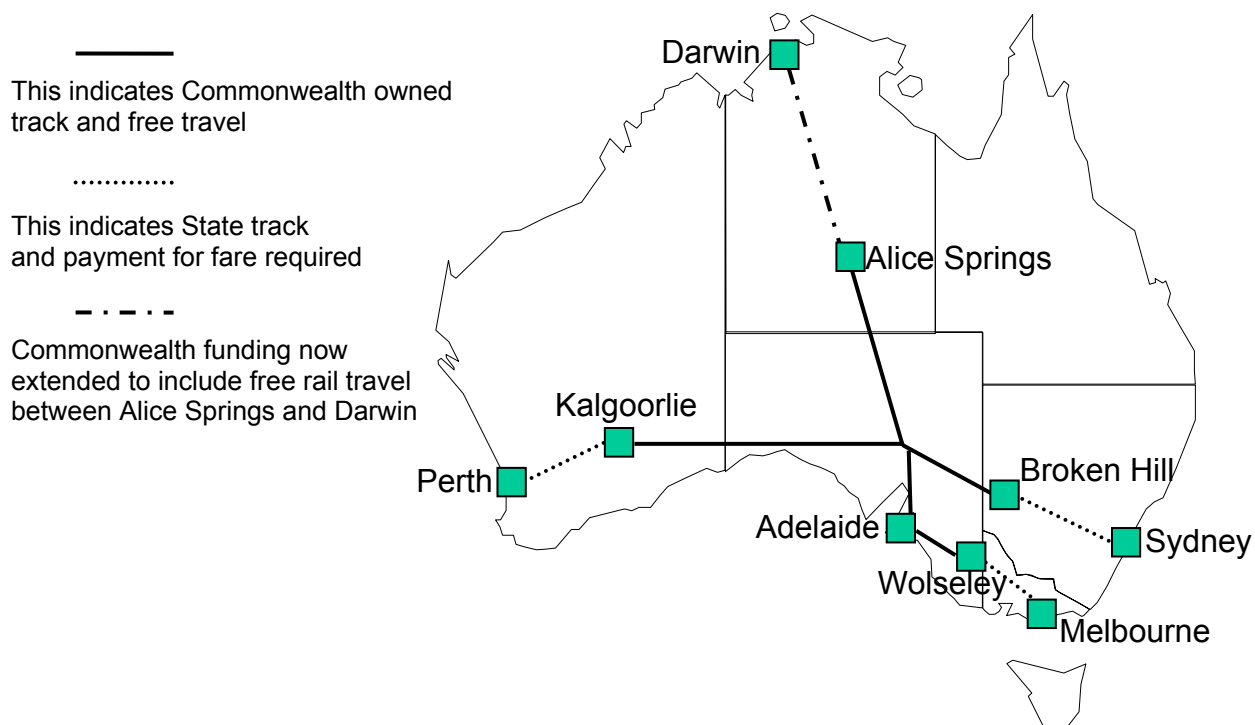 This indicates Commonwealth owned
track and free travel
This indicates State track
and payment for fare required
Commonwealth funding now
extended to include free rail travel
between Alice Springs and Darwin
Darwin
Alice Springs
Kalgoorlie
Perth
Broken Hill
Adelaide
Sydney
Wolseley
Melbourne